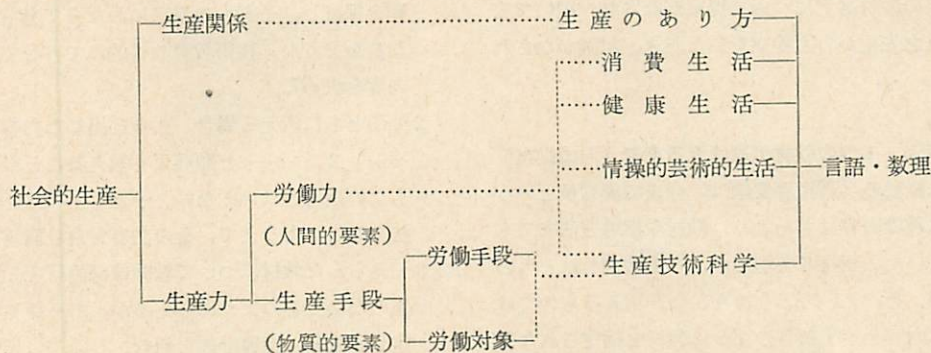 生産関係 生産のあり方
消費生活
健康生活
社会的生産 労働力 情操的芸術的生活 言語・数理
(人間的要素)
労働手段
生産技術科学
生産力 生産手段
(物質的要素) 労働対象